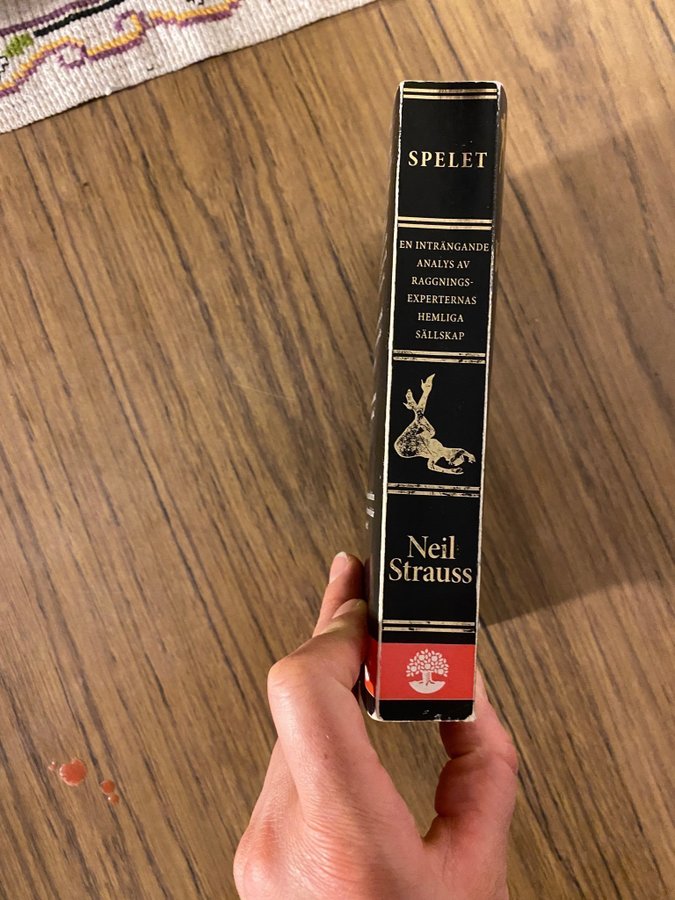 SPELET
EN INTRÄNGANDE
ANALYS AV
RAGGNINGS-
EXPERTERNAS
HEMLIGA
SÄLLSKAP
Neil
Strauss